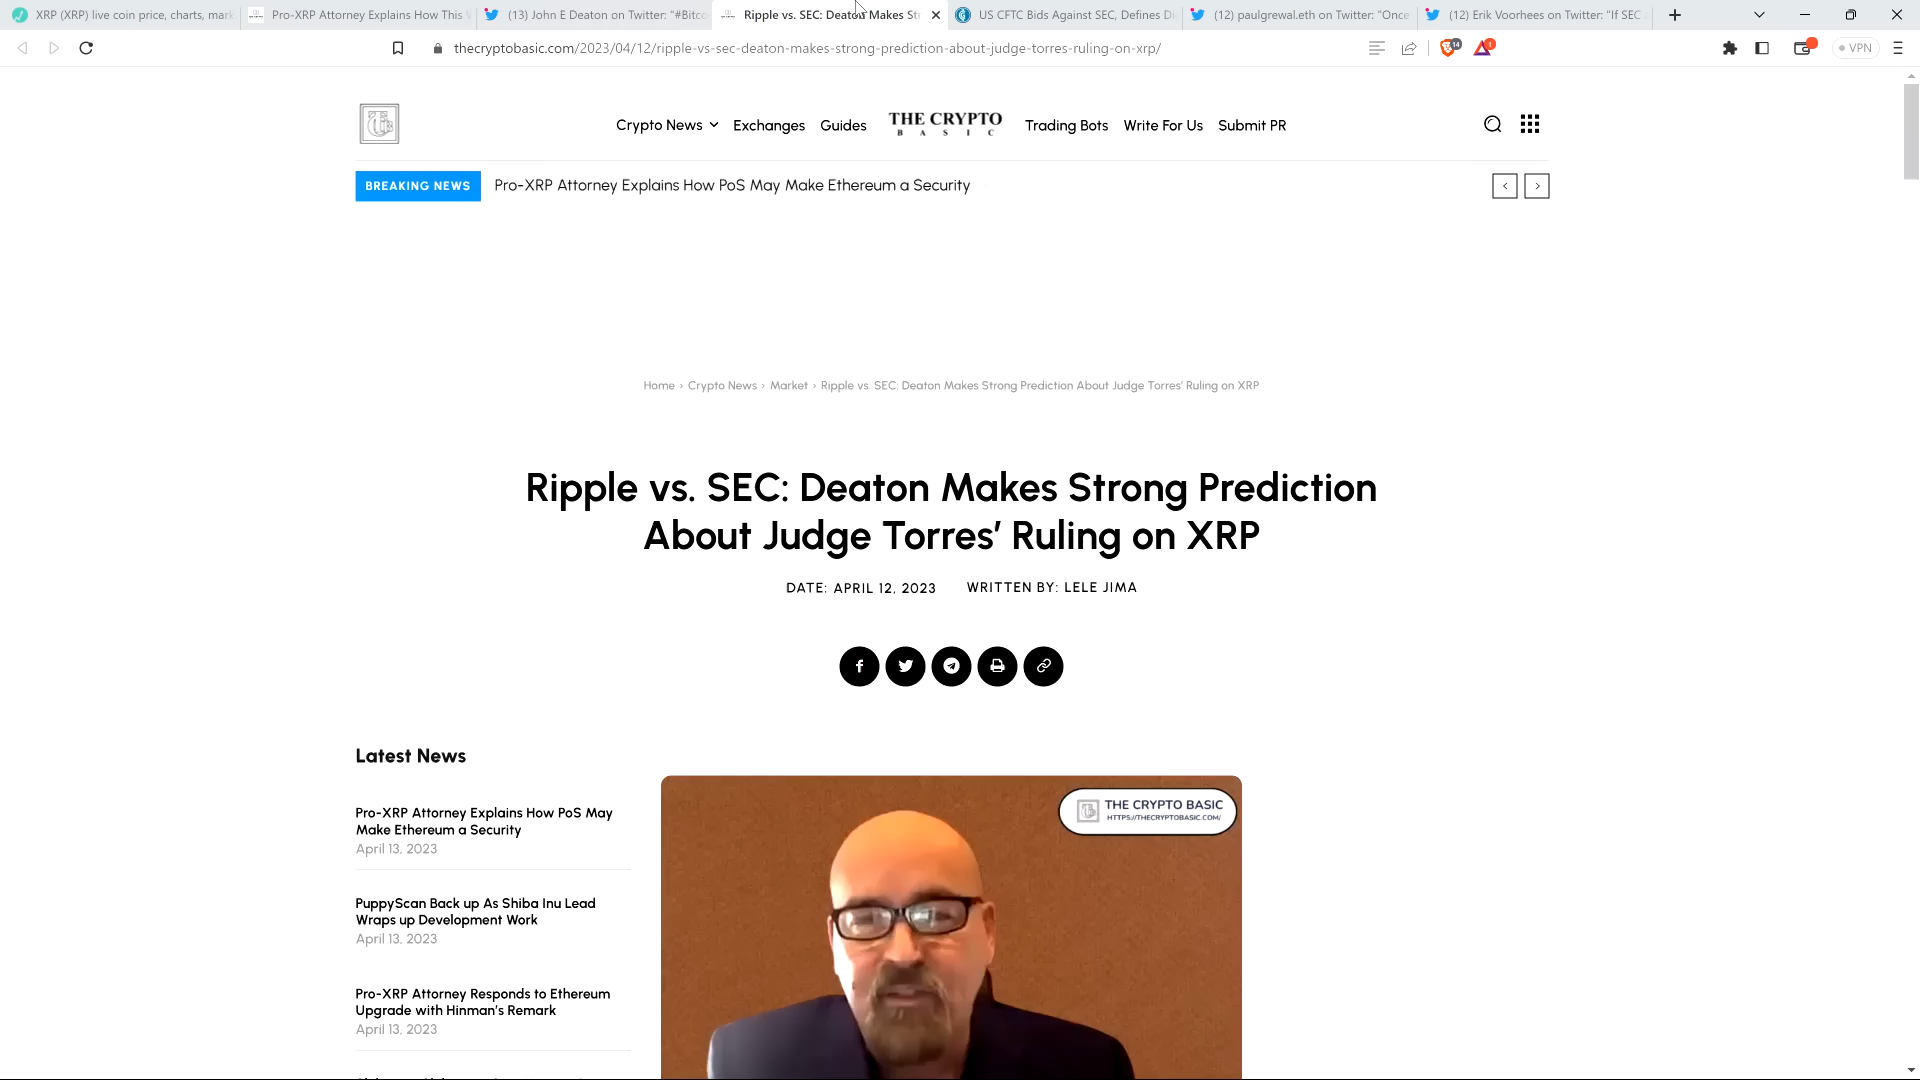 XRP (XRP) live coin price, charts, mark
Pro-XRP Attorney Explains How This
(13) John E Deaton on Twitter: "#Bitco
Ripple vs. SEC: Deaton Makes St
US CFTC Bids Against SEC, Defines Di
(12) paulgrewal.eth on Twitter: "Once
(12) Erik Voorhees on Twitter: "If SEC
thecryptobasic.com/2023/04/12/ripple-vs-sec-deaton-makes-strong-prediction-about-judge-torres-ruling-on-xrp/
14
1
VPN
Crypto News
Exchanges
Guides
THE CRYPTO
BASIC
Trading Bots
Write For Us
Submit PR
BREAKING NEWS
Pro-XRP Attorney Explains How PoS May Make Ethereum a Security
Home › Crypto News › Market › Ripple vs. SEC: Deaton Makes Strong Prediction About Judge Torres’ Ruling on XRP
Ripple vs. SEC: Deaton Makes Strong Prediction
About Judge Torres’ Ruling on XRP
DATE: APRIL 12, 2023
WRITTEN BY: LELE JIMA
Latest News
Pro-XRP Attorney Explains How PoS May
Make Ethereum a Security
April 13, 2023
PuppyScan Back up As Shiba Inu Lead
Wraps up Development Work
April 13, 2023
Pro-XRP Attorney Responds to Ethereum
Upgrade with Hinman’s Remark
April 13, 2023
THE CRYPTO BASIC
HTTPS://THECRYPTOBASIC.COM/